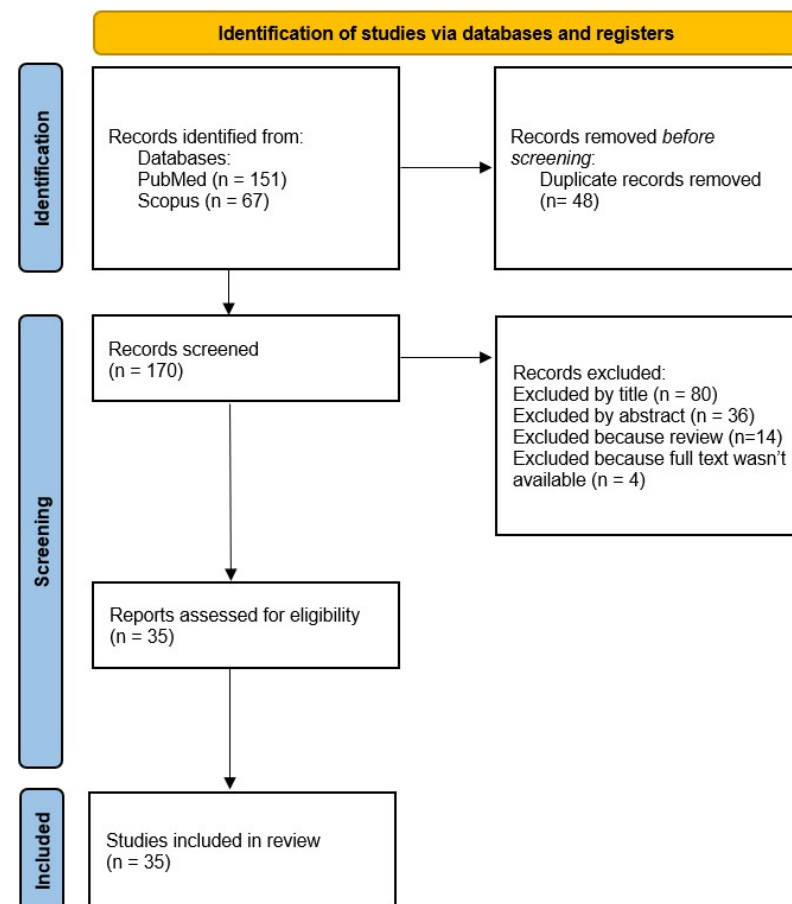 Identification of studies via databases and registers
Identification
Records identified from:
Databases:
PubMed (n = 151)
Scopus (n = 67)
Records removed before
screening:
Duplicate records removed
(n= 48)
Screening
Records screened
(n = 170)
Records excluded:
Excluded by title (n = 80)
Excluded by abstract (n = 36)
Excluded because review (n=14)
Excluded because full text wasn't
available (n = 4)
Reports assessed for eligibility
(n = 35)
Included
Studies included in review
(n = 35)